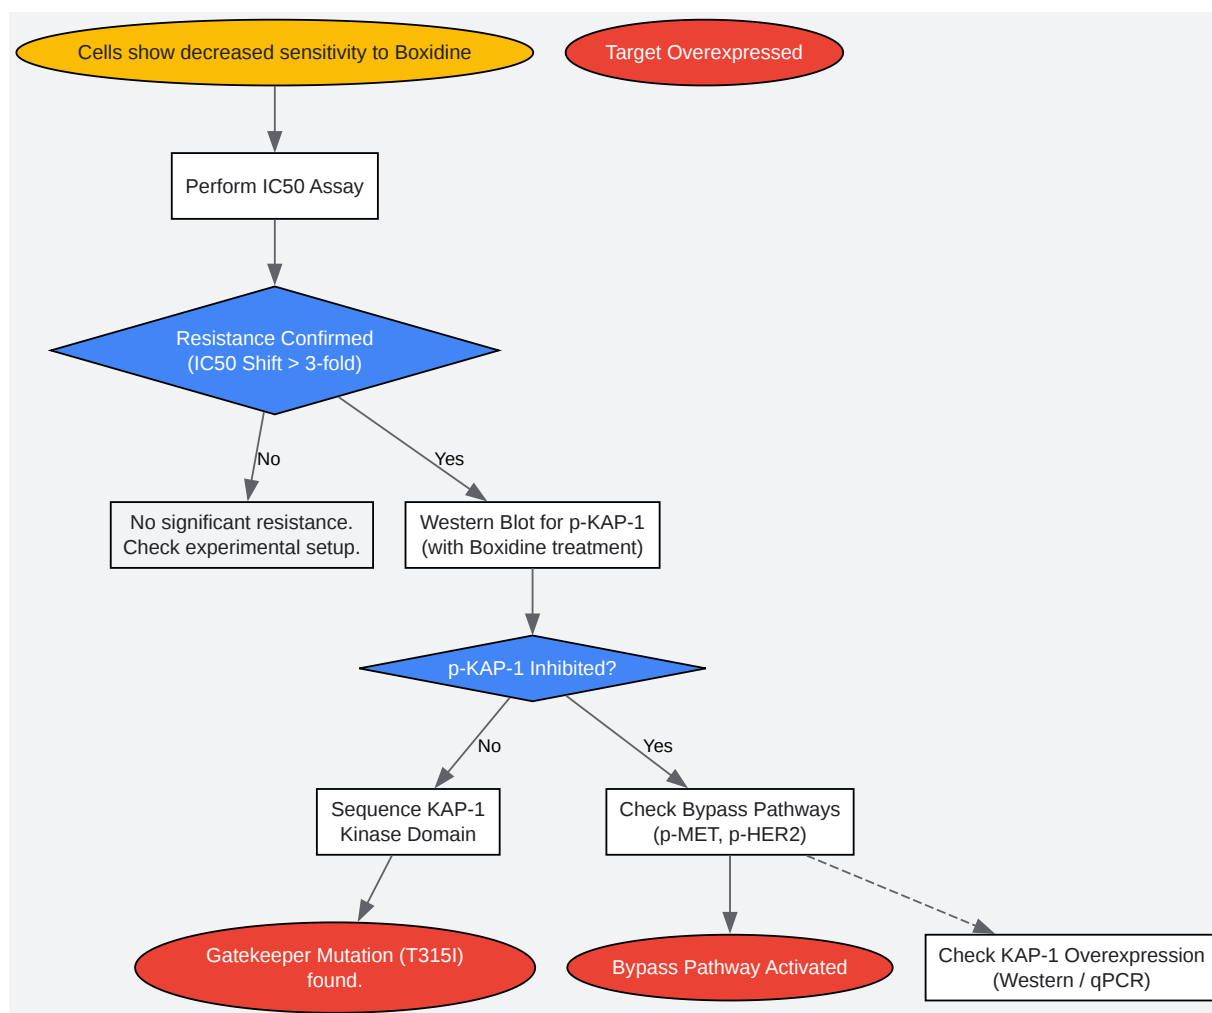 Cells show decreased sensitivity to Boxidine
Target Overexpressed
Perform IC50 Assay
Resistance Confirmed
(IC50 Shift > 3-fold)
No
Yes
No significant resistance.
Check experimental setup.
Western Blot for p-KAP-1
(with Boxidine treatment)
p-KAP-1 Inhibited?
No
Yes
Sequence KAP-1
Kinase Domain
Check Bypass Pathways
(p-MET, p-HER2)
Gatekeeper Mutation (T315I)
found.
Bypass Pathway Activated
Check KAP-1 Overexpression
(Western / qPCR)